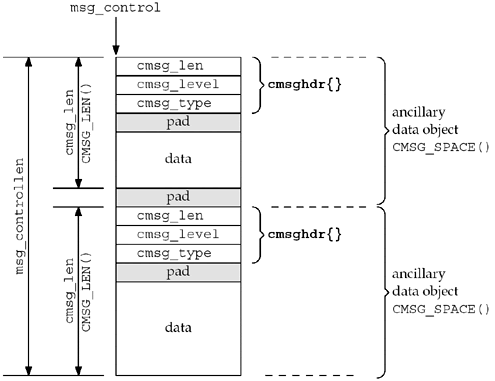 msg_control
cmsg_len
cmsg_level
cmsg_type
pad
data
pad
cmsg_len
cmsg_level
cmsg_type
pad
data
cmsghdr{}
cmsghdr{}
ancillary
data object
CMSG_SPACE()
ancillary
data object
CMSG_SPACE()
msg_controllen
cmsg_len
CMSG_LEN()
cmsg_len
CMSG_LEN()